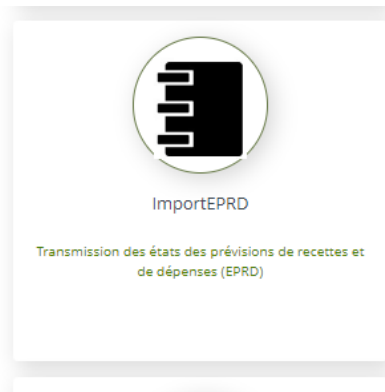 ImportEPRD
Transmission des états des prévisions de recettes et
de dépenses (EPRD)